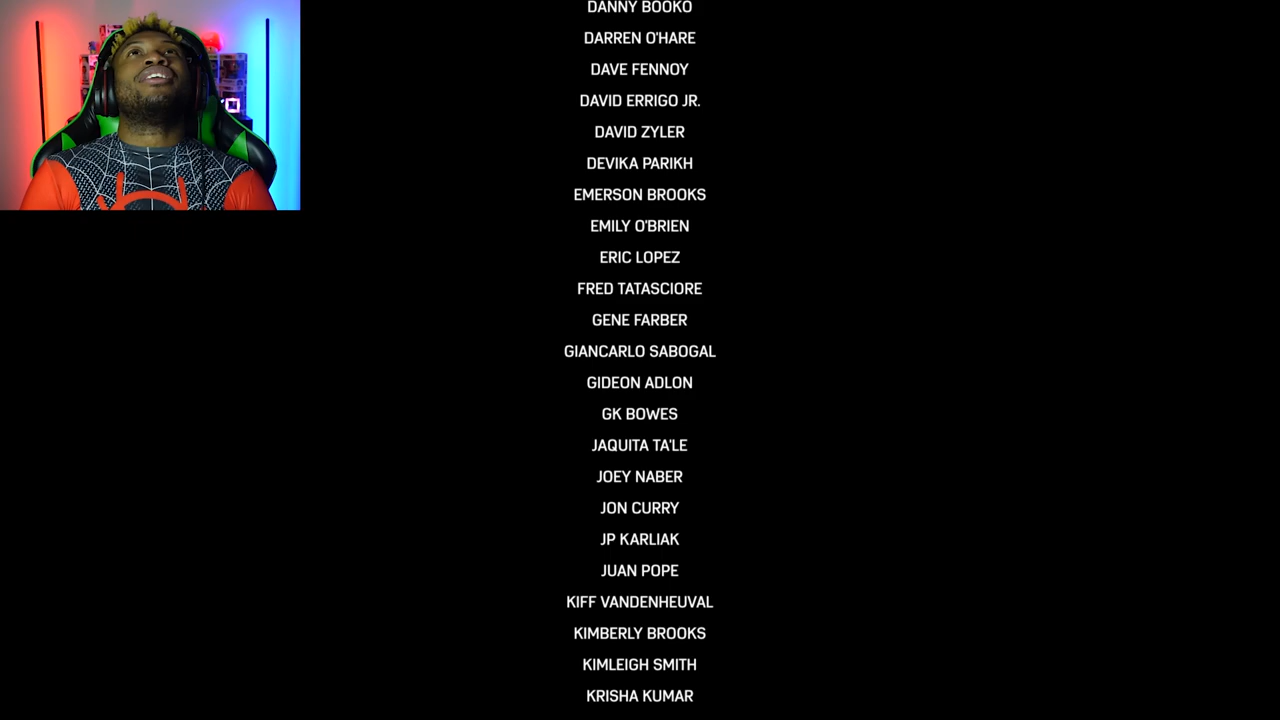 DANNY BOOKO
DARREN O'HARE
DAVE FENNOY
DAVID ERRIGO JR.
DAVID ZYLER
DEVIKA PARIKH
EMERSON BROOKS
EMILY O'BRIEN
ERIC LOPEZ
FRED TATASCIORE
GENE FARBER
GIANCARLO SABOGAL
GIDEON ADLON
GK BOWES
JAQUITA TA'LE
JOEY NABER
JON CURRY
JP KARLIAK
JUAN POPE
KIFF VANDENHEUVAL
KIMBERLY BROOKS
KIMLEIGH SMITH
KRISHA KUMAR